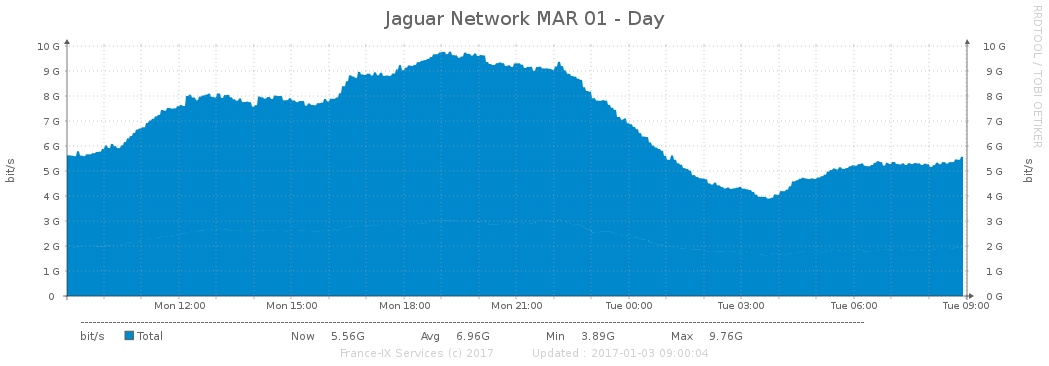 Jaguar Network MAR 01 - Day
RRDTOOL / TOBI OETIKER
bit/s
10 G
9 G
8 G
7 G
6 G
5 G
4 G
3 G
2 G
1 G
0
10 G
9 G
8 G
7 G
6 G
5 G
4 G
3 G
2 G
1 G
0 G
bit/s
Mon 12:00 Mon 15:00 Mon 18:00 Mon 21:00 Tue 00:00 Tue 03:00 Tue 06:00 Tue 09:00
bit/s Total Now 5.56G Avg 6.96G Min 3.89G Max 9.76G
France-IX Services (c) 2017 Updated : 2017-01-03 09:00:04